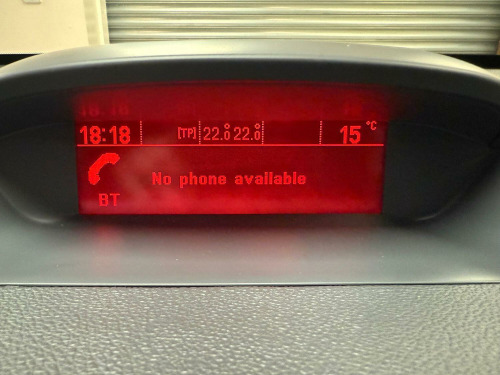 18:18 [TP] 22.0 22.0 15 °C
No phone available
BT